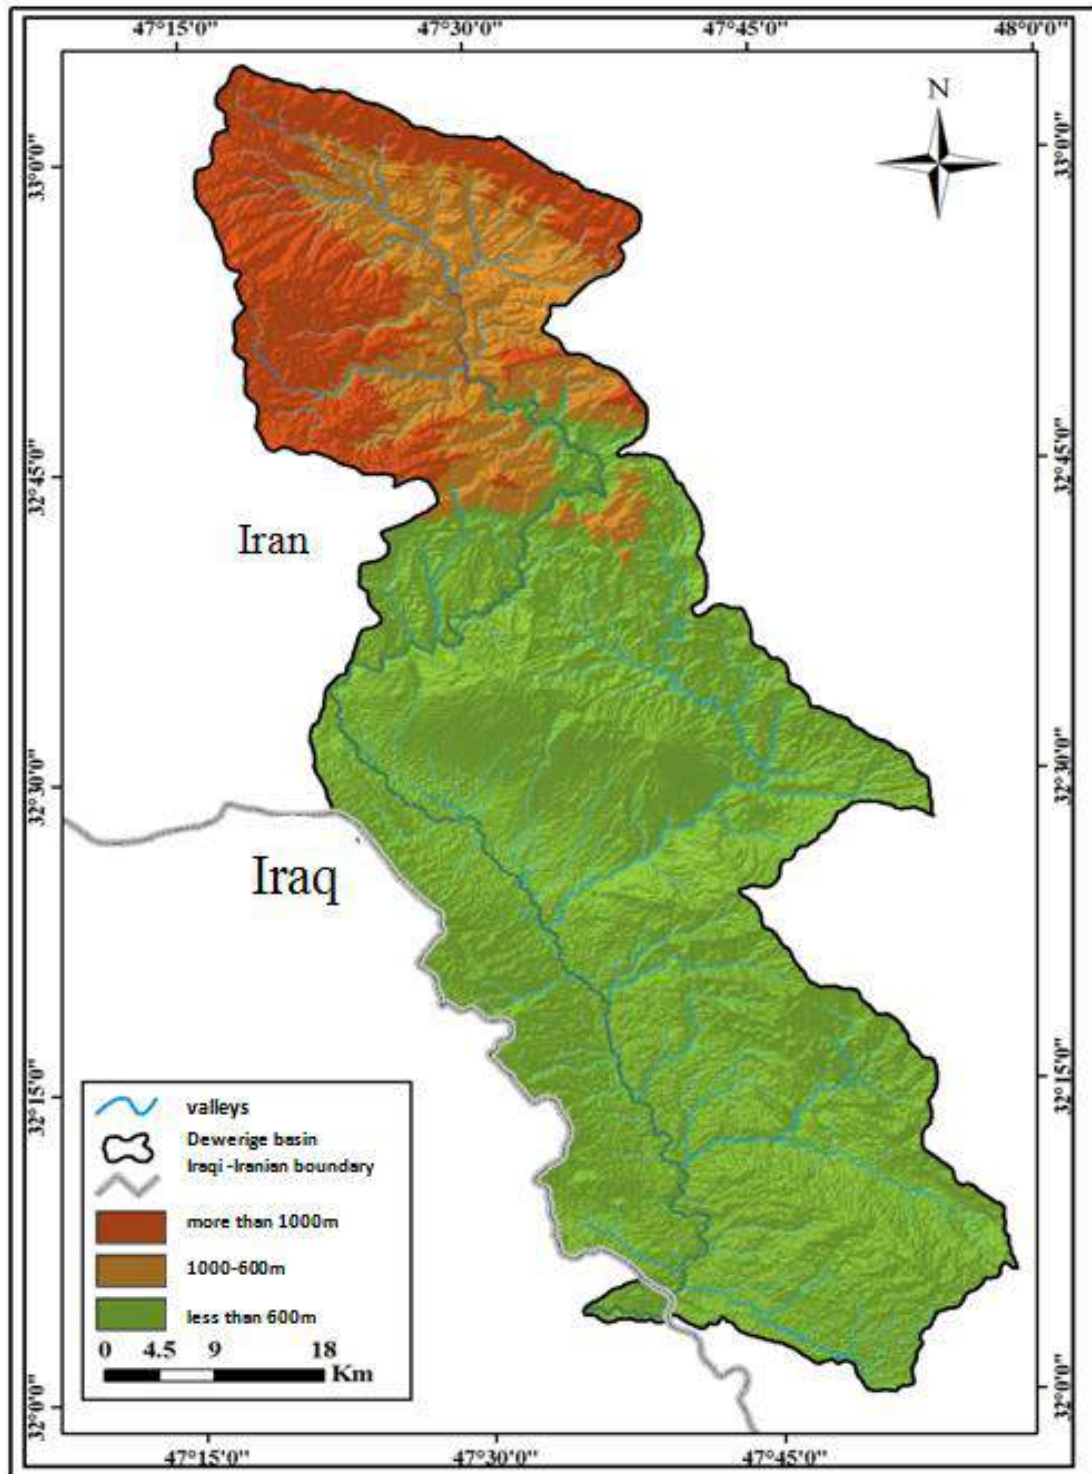 47°15'0" 47°30'0" 47°45'0" 48°0'0"
N
33°0'0" 33°0'0"
32°45'0" 32°45'0"
Iran
32°30'0" 32°30'0"
Iraq
32°15'0" 32°15'0"
valleys
Dewerige basin
Iraqi-Iranian boundary
more than 1000m
1000-600m
less than 600m
0 4.5 9 18
Km
32°0'0" 32°0'0"
47°15'0" 47°30'0" 47°45'0"